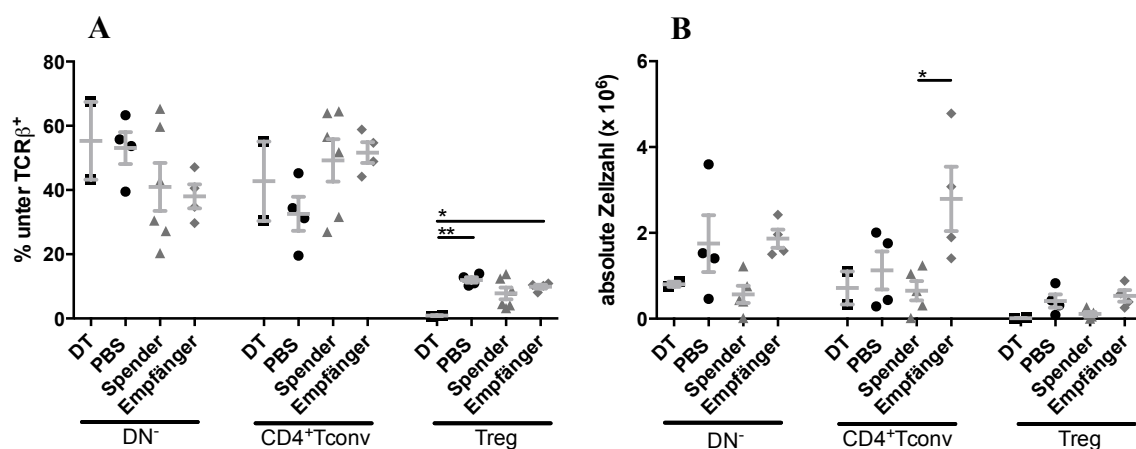 A
% unter TCRβ+
80
60
40
20
0
*
**
DT
PBS
Spender
Empfänger
DT
PBS
Spender
Empfänger
DT
PBS
Spender
Empfänger
DN-
CD4+Tconv
Treg
B
absolute Zellzahl (x 10^6)
6
4
2
0
*
DT
PBS
Spender
Empfänger
DT
PBS
Spender
Empfänger
DT
PBS
Spender
Empfänger
DN-
CD4+Tconv
Treg